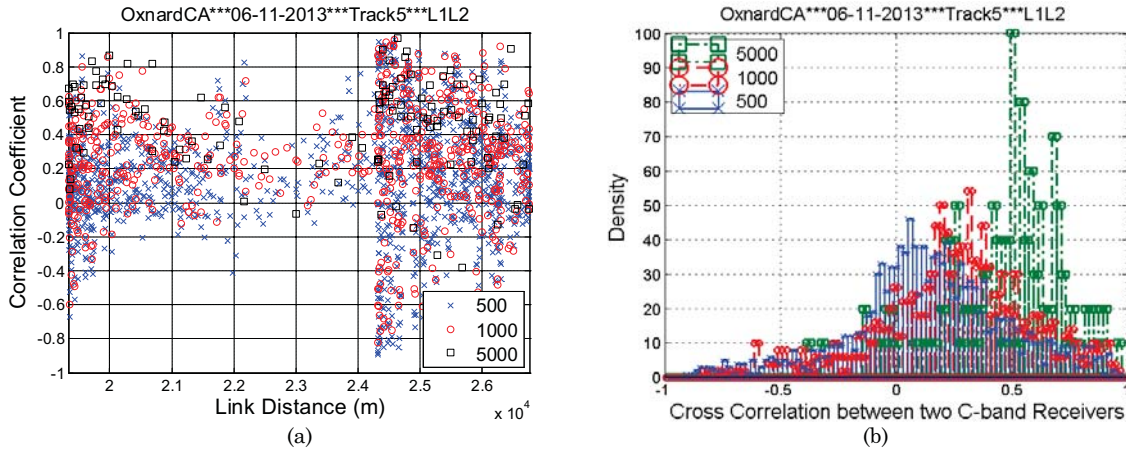 OxnardCA***06-11-2013***Track5***L1L2
1
0.8
0.6
0.4
0.2
0
-0.2
-0.4
-0.6
-0.8
-1
Correlation Coefficient
500
1000
5000
2 2.1 2.2 2.3 2.4 2.5 2.6
x 10^4
Link Distance (m)
(a)
OxnardCA***06-11-2013***Track5***L1L2
100
90
80
70
60
50
40
30
20
10
0
Density
5000
1000
500
-1 -0.5 0 0.5 1
Cross Correlation between two C-band Receivers
(b)